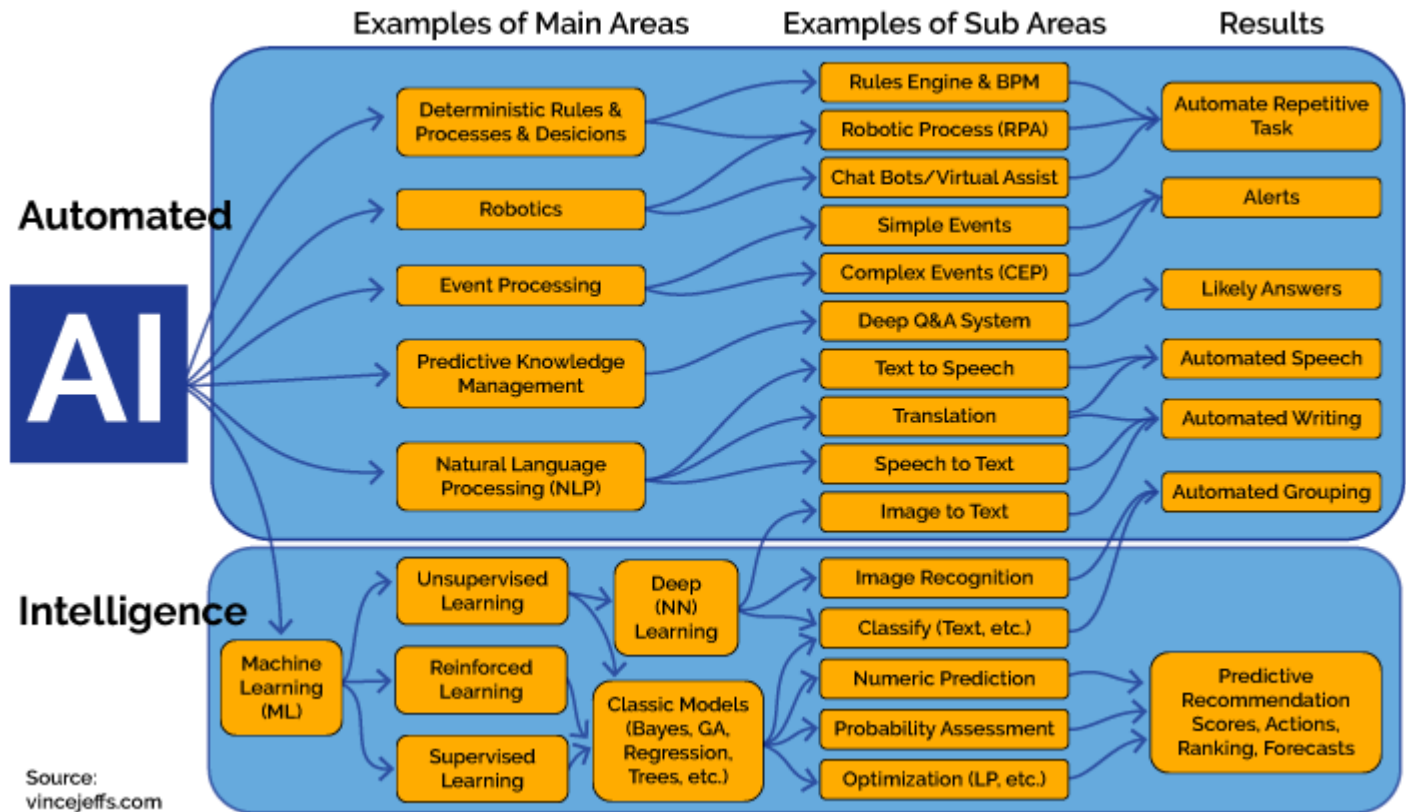 Examples of Main Areas
Examples of Sub Areas
Results
Automated
AI
Deterministic Rules &
Processes & Desicions
Robotics
Event Processing
Predictive Knowledge
Management
Natural Language
Processing (NLP)
Rules Engine & BPM
Robotic Process (RPA)
Chat Bots/Virtual Assist
Simple Events
Complex Events (CEP)
Deep Q&A System
Text to Speech
Translation
Speech to Text
Image to Text
Automate Repetitive
Task
Alerts
Likely Answers
Automated Speech
Automated Writing
Automated Grouping
Intelligence
Machine
Learning
(ML)
Unsupervised
Learning
Reinforced
Learning
Supervised
Learning
Deep
(NN)
Learning
Classic Models
(Bayes, GA,
Regression,
Trees, etc.)
Image Recognition
Classify (Text, etc.)
Numeric Prediction
Probability Assessment
Optimization (LP, etc.)
Predictive
Recommendation
Scores, Actions,
Ranking, Forecasts
Source:
vincejeffs.com